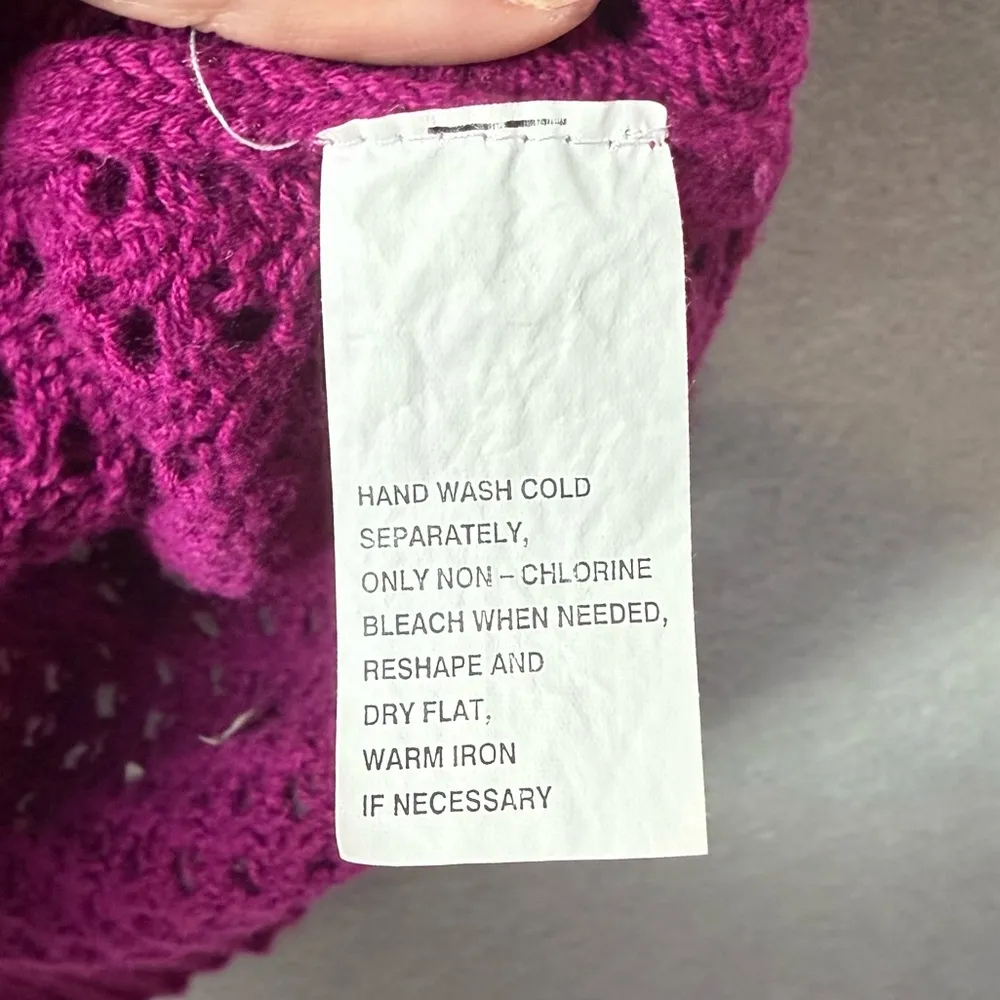 HAND WASH COLD
SEPARATELY,
ONLY NON – CHLORINE
BLEACH WHEN NEEDED,
RESHAPE AND
DRY FLAT,
WARM IRON
IF NECESSARY